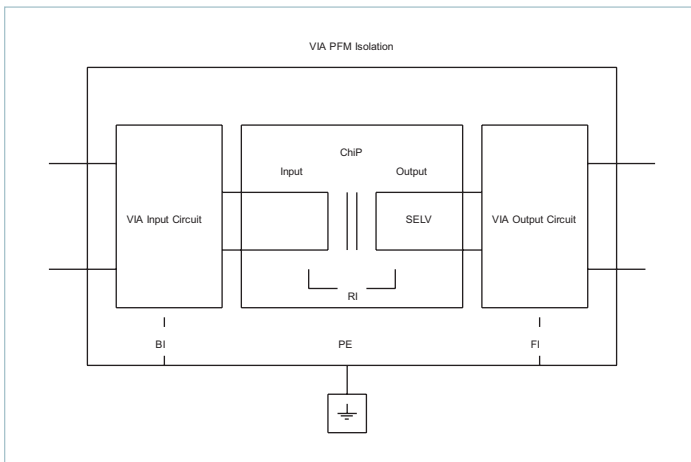 VIA PFM Isolation
ChiP
Input Output
VIA Input Circuit SELV VIA Output Circuit
RI
BI PE FI